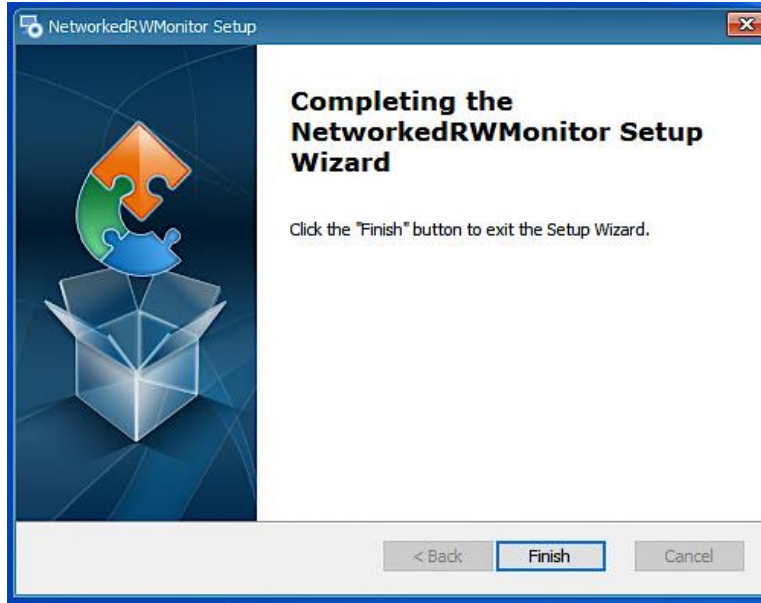 NetworkedRWMonitor Setup
Completing the
NetworkedRWMonitor Setup
Wizard
Click the "Finish" button to exit the Setup Wizard.
< Back Finish Cancel